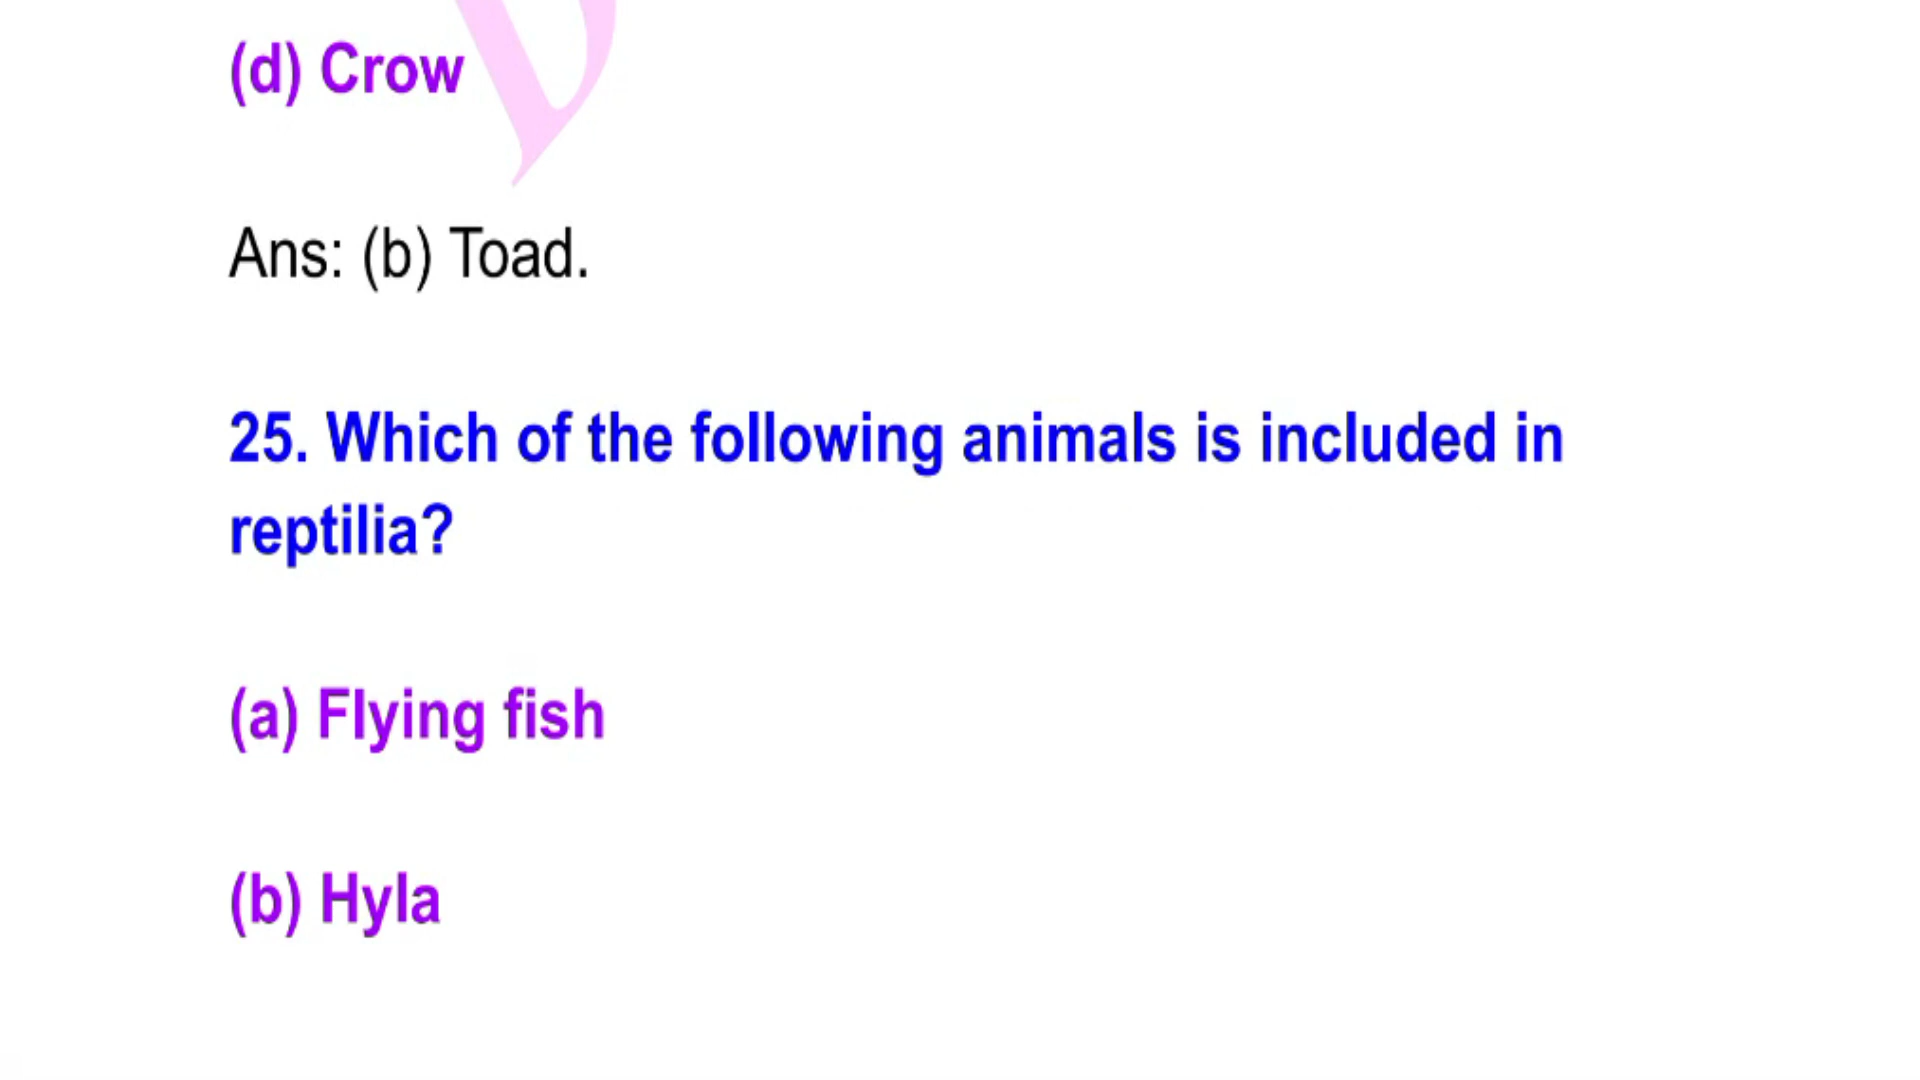 (d) Crow
Ans: (b) Toad.
25. Which of the following animals is included in
reptilia?
(a) Flying fish
(b) Hyla